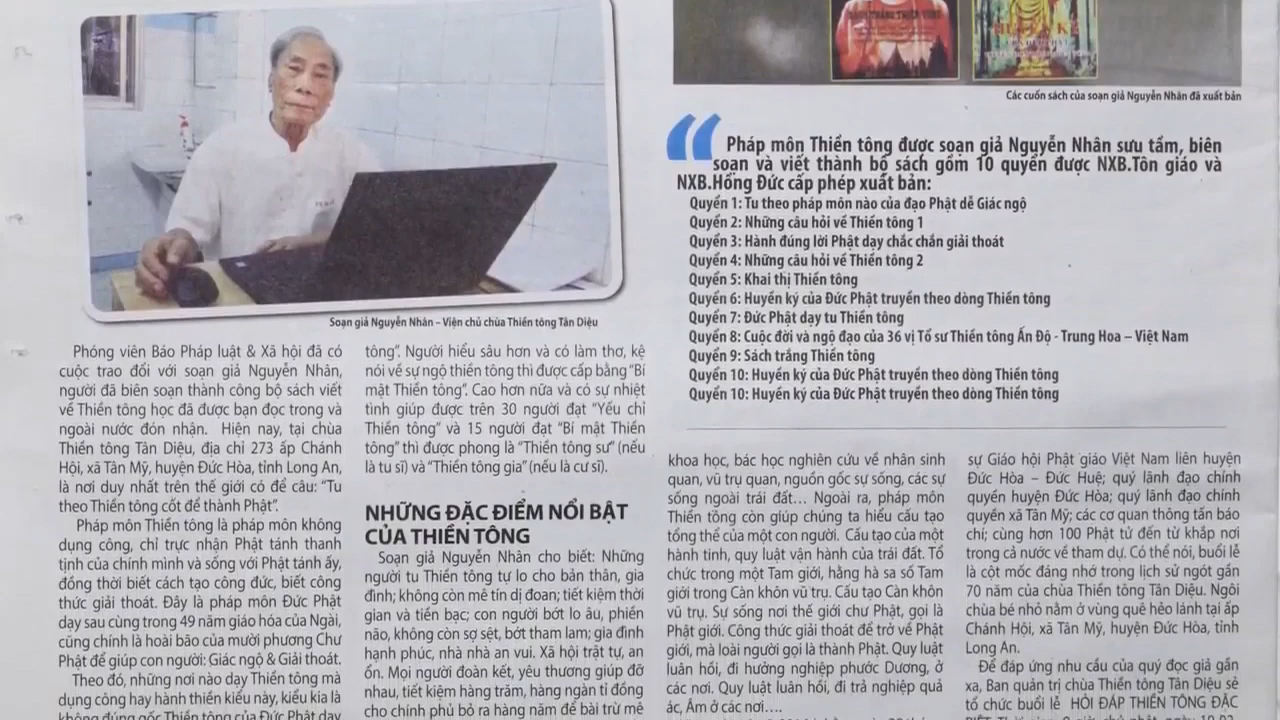 Soạn giả Nguyễn Nhân – Viện chủ chùa Thiền tông Tân Diệu
Phóng viên Báo Pháp luật & Xã hội đã có
cuộc trao đổi với soạn giả Nguyễn Nhân,
người đã biên soạn thành công bộ sách viết
về Thiền tông học đã được bạn đọc trong và
ngoài nước đón nhận. Hiện nay, tại chùa
Thiền tông Tân Diệu, địa chỉ 273 ấp Chánh
Hội, xã Tân Mỹ, huyện Đức Hòa, tỉnh Long An,
là nơi duy nhất trên thế giới có để câu: “Tu
theo Thiền tông cốt để thành Phật”.
Pháp môn Thiền tông là pháp môn không
dụng công, chỉ trực nhận Phật tánh thanh
tịnh của chính mình và sống với Phật tánh ấy,
đồng thời biết cách tạo công đức, biết công
thức giải thoát. Đây là pháp môn Đức Phật
dạy sau cùng trong 49 năm giáo hóa của Ngài,
cũng chính là hoài bão của mười phương Chư
Phật để giúp con người: Giác ngộ & Giải thoát.
Theo đó, những nơi nào dạy Thiền tông mà
dụng công hay hành thiền kiểu này, kiểu kia là
không đúng gốc Thiền tông của Đức Phật dạy
tông”. Người hiểu sâu hơn và có làm thơ, kệ
nói về sự ngộ thiền tông thì được cấp bằng “Bí
mật Thiền tông”. Cao hơn nữa và có sự nhiệt
tình giúp được trên 30 người đạt “Yếu chỉ
Thiền tông” và 15 người đạt “Bí mật Thiền
tông” thì được phong là “Thiền tông sư” (nếu
là tu sĩ) và “Thiền tông gia” (nếu là cư sĩ).
NHỮNG ĐẶC ĐIỂM NỔI BẬT
CỦA THIỀN TÔNG
Soạn giả Nguyễn Nhân cho biết: Những
người tu Thiền tông tự lo cho bản thân, gia
đình; không còn mê tín dị đoan; tiết kiệm thời
gian và tiền bạc; con người bớt lo âu, phiền
não, không còn sợ sệt, bớt tham lam; gia đình
hạnh phúc, nhà nhà an vui. Xã hội trật tự, an
ổn. Mọi người đoàn kết, yêu thương giúp đỡ
nhau, tiết kiệm hàng trăm, hàng ngàn tỉ đồng
cho chính phủ bỏ ra hàng năm để bài trừ mê
Các cuốn sách của soạn giả Nguyễn Nhân đã xuất bản
“Pháp môn Thiền tông được soạn giả Nguyễn Nhân sưu tầm, biên
soạn và viết thành bộ sách gồm 10 quyển được NXB.Tôn giáo và
NXB.Hồng Đức cấp phép xuất bản:
Quyển 1: Tu theo pháp môn nào của đạo Phật dễ Giác ngộ
Quyển 2: Những câu hỏi về Thiền tông 1
Quyển 3: Hành đúng lời Phật dạy chắc chắn giải thoát
Quyển 4: Những câu hỏi về Thiền tông 2
Quyển 5: Khai thị Thiền tông
Quyển 6: Huyền ký của Đức Phật truyền theo dòng Thiền tông
Quyển 7: Đức Phật dạy tu Thiền tông
Quyển 8: Cuộc đời và ngộ đạo của 36 vị Tổ sư Thiền tông Ấn Độ - Trung Hoa – Việt Nam
Quyển 9: Sách trắng Thiền tông
Quyển 10: Huyền ký của Đức Phật truyền theo dòng Thiền tông
Quyển 10: Huyền ký của Đức Phật truyền theo dòng Thiền tông
khoa học, bác học nghiên cứu về nhân sinh
quan, vũ trụ quan, nguồn gốc sự sống, các sự
sống ngoài trái đất… Ngoài ra, pháp môn
Thiền tông còn giúp chúng ta hiểu cấu tạo
tổng thể của một con người. Cấu tạo của một
hành tinh, quy luật vận hành của trái đất. Tổ
chức trong một Tam giới, hằng hà sa số Tam
giới trong Càn khôn vũ trụ. Cấu tạo Càn khôn
vũ trụ. Sự sống nơi thế giới chư Phật, gọi là
Phật giới. Công thức giải thoát để trở về Phật
giới, mà loài người gọi là thành Phật. Quy luật
luân hồi, đi hưởng nghiệp phước Dương, ở
các nơi. Quy luật luân hồi, đi trả nghiệp quả
ác, Ám ở các nơi….
sự Giáo hội Phật giáo Việt Nam liên huyện
Đức Hòa – Đức Huệ; quý lãnh đạo chính
quyền huyện Đức Hòa; quý lãnh đạo chính
quyền xã Tân Mỹ; các cơ quan thông tấn báo
chí; cùng hơn 100 Phật tử đến từ khắp nơi
trong cả nước về tham dự. Có thể nói, buổi lễ
là cột mốc đáng nhớ trong lịch sử ngót gần
70 năm của chùa Thiền tông Tân Diệu. Ngôi
chùa bé nhỏ nằm ở vùng quê hẻo lánh tại ấp
Chánh Hội, xã Tân Mỹ, huyện Đức Hòa, tỉnh
Long An.
Để đáp ứng nhu cầu của quý đọc giả gần
xa, Ban quản trị chùa Thiền tông Tân Diệu sẽ
tổ chức buổi lễ HỎI ĐÁP THIỀN TÔNG ĐẶC